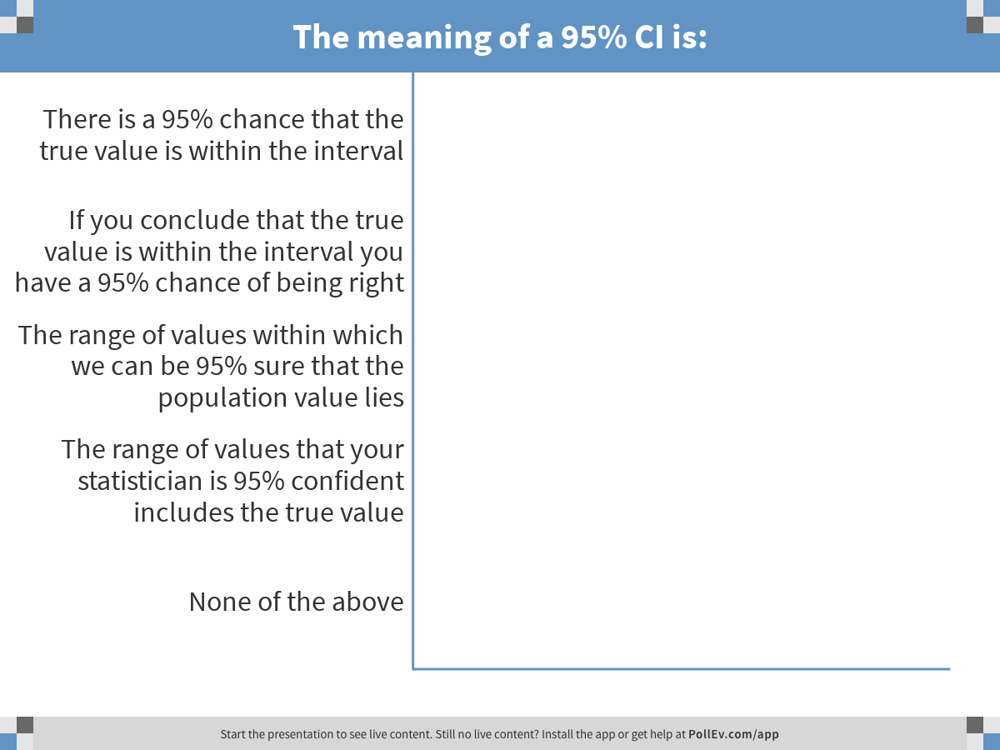 The meaning of a 95% CI is:
There is a 95% chance that the
true value is within the interval
If you conclude that the true
value is within the interval you
have a 95% chance of being right
The range of values within which
we can be 95% sure that the
population value lies
The range of values that your
statistician is 95% confident
includes the true value
None of the above
Start the presentation to see live content. Still no live content? Install the app or get help at PollEv.com/app